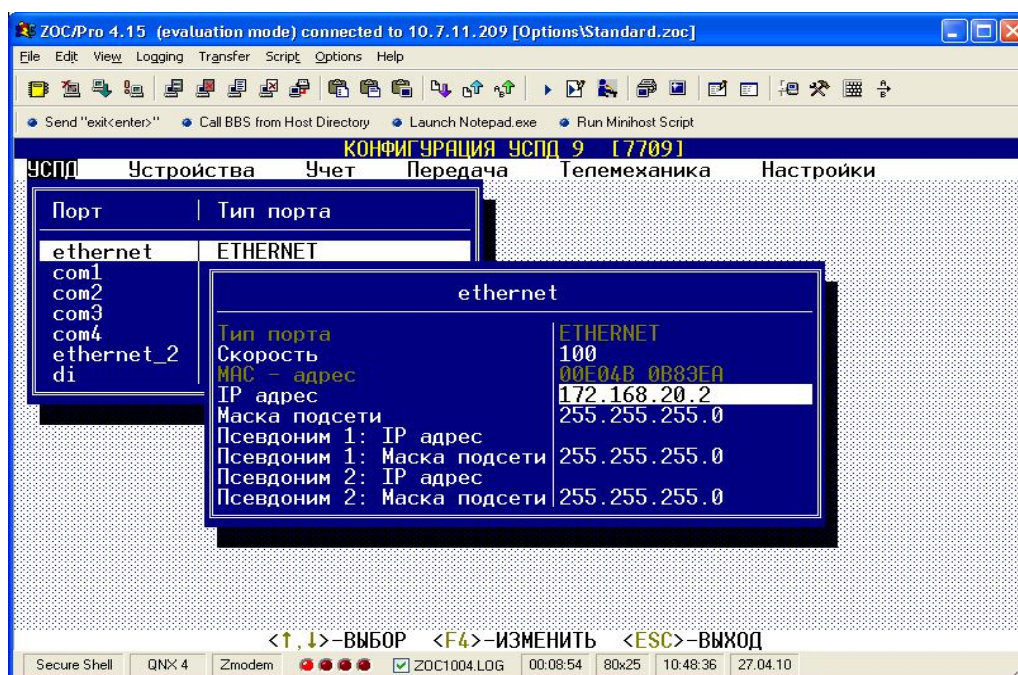 ZOC/Pro 4.15 (evaluation mode) connected to 10.7.11.209 [Options\Standard.zoc]
File Edit View Logging Transfer Script Options Help
Send "exit<enter>" Call BBS from Host Directory Launch Notepad.exe Run Minihost Script
КОНФИГУРАЦИЯ УСПД 9 [7709]
УСПД Устройства Учет Передача Телемеханика Настройки
Порт | Тип порта
ethernet ETHERNET
com1
com2
com3
com4
ethernet_2
di
ethernet
Тип порта ETHERNET
Скорость 100
MAC - адрес 00E04B 0B83EA
IP адрес 172.168.20.2
Маска подсети 255.255.255.0
Псевдоним 1: IP адрес
Псевдоним 1: Маска подсети 255.255.255.0
Псевдоним 2: IP адрес
Псевдоним 2: Маска подсети 255.255.255.0
<↑,↓>-ВЫБОР <F4>-ИЗМЕНИТЬ <ESC>-ВЫХОД
Secure Shell QNX 4 Zmodem ZOC1004.LOG 00:08:54 80x25 10:48:36 27.04.10